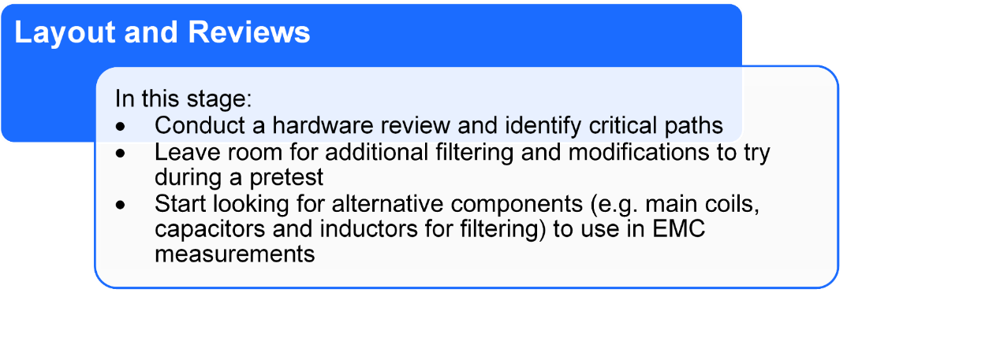 Layout and Reviews
In this stage:
• Conduct a hardware review and identify critical paths
• Leave room for additional filtering and modifications to try
during a pretest
• Start looking for alternative components (e.g. main coils,
capacitors and inductors for filtering) to use in EMC
measurements